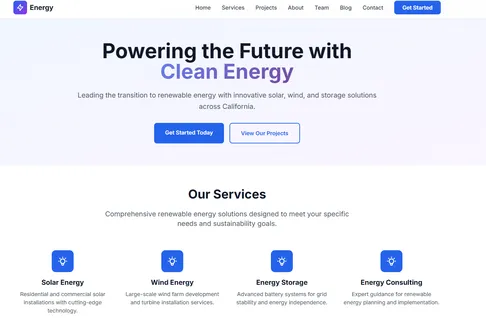 Energy
Home Services Projects About Team Blog Contact Get Started
Powering the Future with
Clean Energy
Leading the transition to renewable energy with innovative solar, wind, and storage solutions
across California.
Get Started Today View Our Projects
Our Services
Comprehensive renewable energy solutions designed to meet your specific
needs and sustainability goals.
Solar Energy
Residential and commercial solar
installations with cutting-edge
technology.
Wind Energy
Large-scale wind farm development
and turbine installation services.
Energy Storage
Advanced battery systems for grid
stability and energy independence.
Energy Consulting
Expert guidance for renewable
energy planning and implementation.